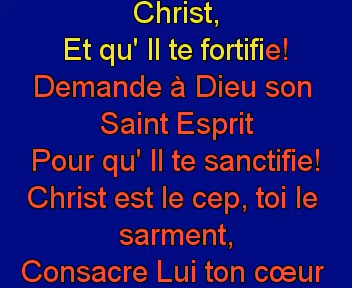 Christ,
Et qu' Il te fortifie!
Demande à Dieu son
Saint Esprit
Pour qu' Il te sanctifie!
Christ est le cep, toi le
sarment,
Consacre Lui ton cœur